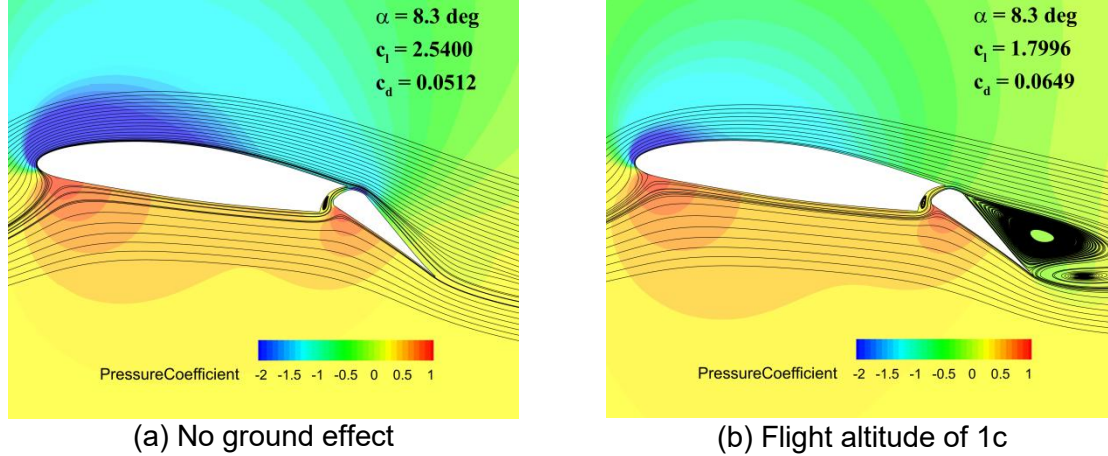 α = 8.3 deg
c_l = 2.5400
c_d = 0.0512
PressureCoefficient -2 -1.5 -1 -0.5 0 0.5 1
(a) No ground effect
α = 8.3 deg
c_l = 1.7996
c_d = 0.0649
PressureCoefficient -2 -1.5 -1 -0.5 0 0.5 1
(b) Flight altitude of 1c